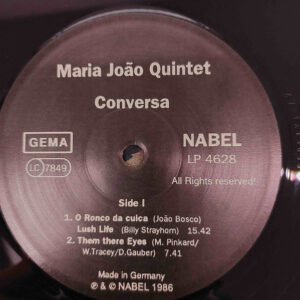 Maria João Quintet
Conversa
GEMA
NABEL
LC 7849
LP 4628
All Rights reserved!
Side I
1. O Ronco da cuica (João Bosco)
Lush Life (Billy Strayhorn) 15.42
2. Them there Eyes (M. Pinkard/
W.Tracey/D.Gauber) 7.41
Made in Germany
℗ & © NABEL 1986